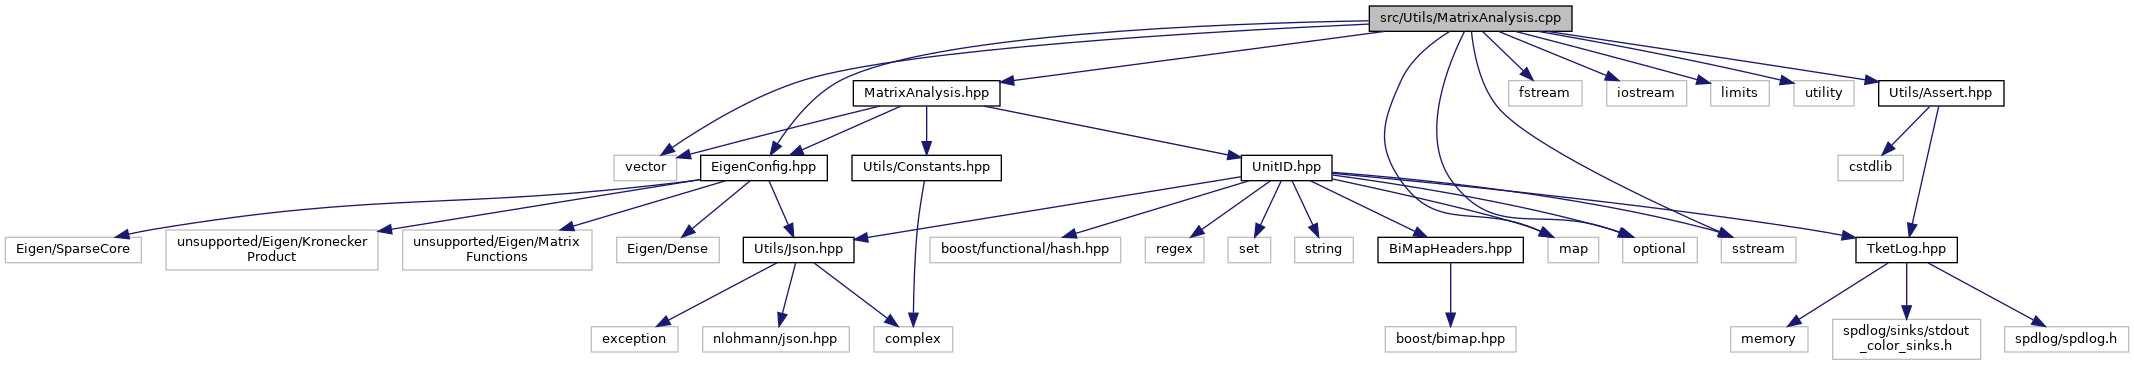 src/Utils/MatrixAnalysis.cpp
MatrixAnalysis.hpp
fstream
iostream
limits
utility
Utils/Assert.hpp
vector
EigenConfig.hpp
Utils/Constants.hpp
UnitID.hpp
cstdlib
Eigen/SparseCore
unsupported/Eigen/Kronecker
Product
unsupported/Eigen/Matrix
Functions
Eigen/Dense
Utils/Json.hpp
boost/functional/hash.hpp
regex
set
string
BiMapHeaders.hpp
map
optional
sstream
TketLog.hpp
exception
nlohmann/json.hpp
complex
boost/bimap.hpp
memory
spdlog/sinks/stdout
_color_sinks.h
spdlog/spdlog.h